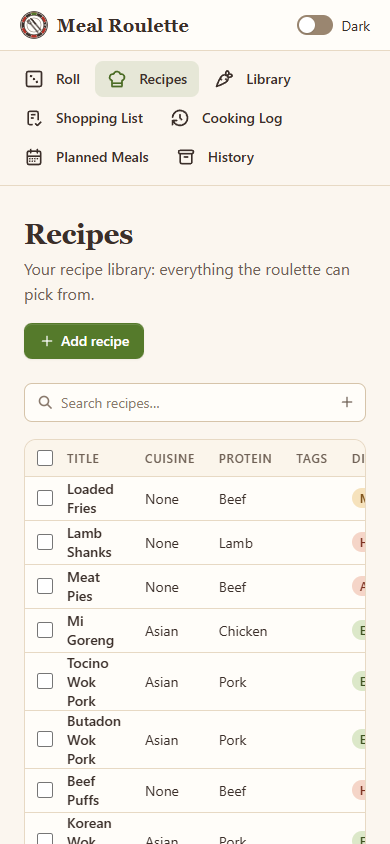 Meal Roulette
Dark
Roll
Recipes
Library
Shopping List
Cooking Log
Planned Meals
History
Recipes
Your recipe library: everything the roulette can
pick from.
+ Add recipe
Search recipes...
+
TITLE CUISINE PROTEIN TAGS DI
Loaded
Fries
None Beef M
Lamb
Shanks
None Lamb H
Meat
Pies
None Beef A
Mi
Goreng
Asian Chicken E
Tocino
Wok
Pork
Asian Pork E
Butadon
Wok
Pork
Asian Pork E
Beef
Puffs
None Beef H
Korean
Wok
Asian Pork